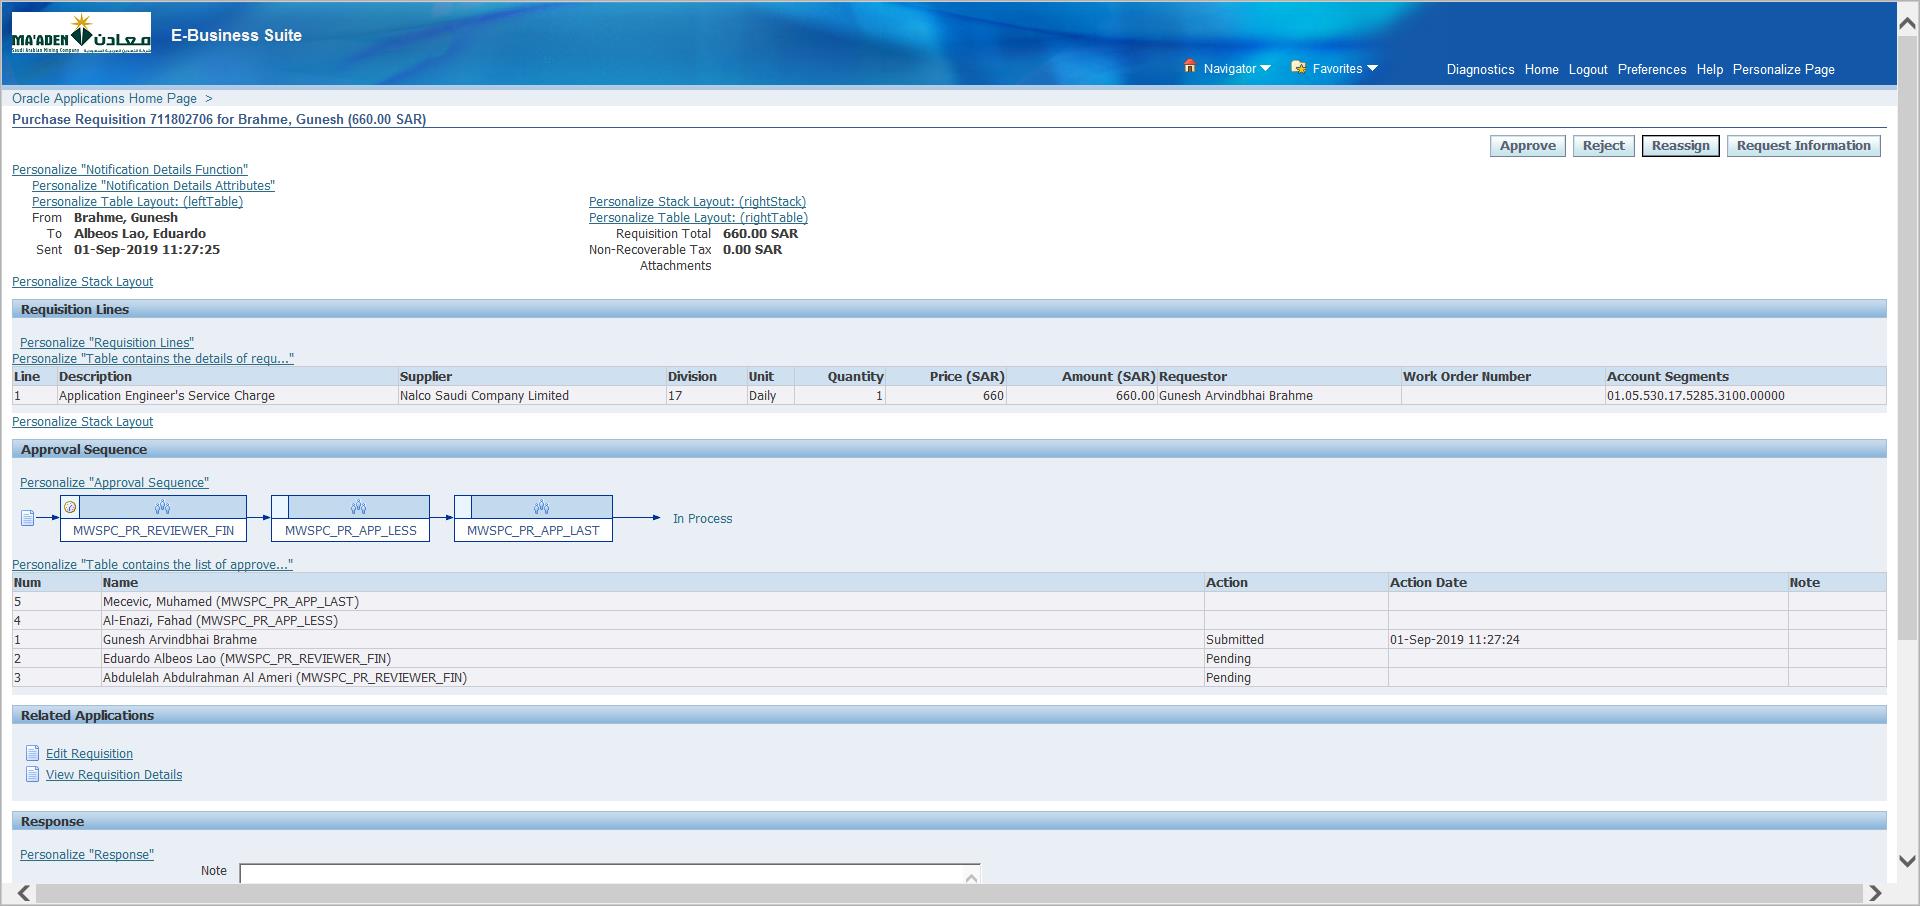 MA'ADEN معادن
Saudi Arabian Mining Company
E-Business Suite
Navigator Favorites Diagnostics Home Logout Preferences Help Personalize Page
Oracle Applications Home Page >
Purchase Requisition 711802706 for Brahme, Gunesh (660.00 SAR)
Approve Reject Reassign Request Information
Personalize "Notification Details Function"
Personalize "Notification Details Attributes"
Personalize Table Layout: (leftTable) Personalize Stack Layout: (rightStack)
From Brahme, Gunesh Personalize Table Layout: (rightTable)
To Albeos Lao, Eduardo Requisition Total 660.00 SAR
Sent 01-Sep-2019 11:27:25 Non-Recoverable Tax 0.00 SAR
Attachments
Personalize Stack Layout
Requisition Lines
Personalize "Requisition Lines"
Personalize "Table contains the details of requ..."
Line Description Supplier Division Unit Quantity Price (SAR) Amount (SAR) Requestor Work Order Number Account Segments
1 Application Engineer's Service Charge Nalco Saudi Company Limited 17 Daily 1 660 660.00 Gunesh Arvindbhai Brahme 01.05.530.17.5285.3100.00000
Personalize Stack Layout
Approval Sequence
Personalize "Approval Sequence"
MWSPC_PR_REVIEWER_FIN MWSPC_PR_APP_LESS MWSPC_PR_APP_LAST In Process
Personalize "Table contains the list of approve..."
Num Name Action Action Date Note
5 Mecevic, Muhamed (MWSPC_PR_APP_LAST)
4 Al-Enazi, Fahad (MWSPC_PR_APP_LESS)
1 Gunesh Arvindbhai Brahme Submitted 01-Sep-2019 11:27:24
2 Eduardo Albeos Lao (MWSPC_PR_REVIEWER_FIN) Pending
3 Abdulelah Abdulrahman Al Ameri (MWSPC_PR_REVIEWER_FIN) Pending
Related Applications
Edit Requisition
View Requisition Details
Response
Personalize "Response"
Note